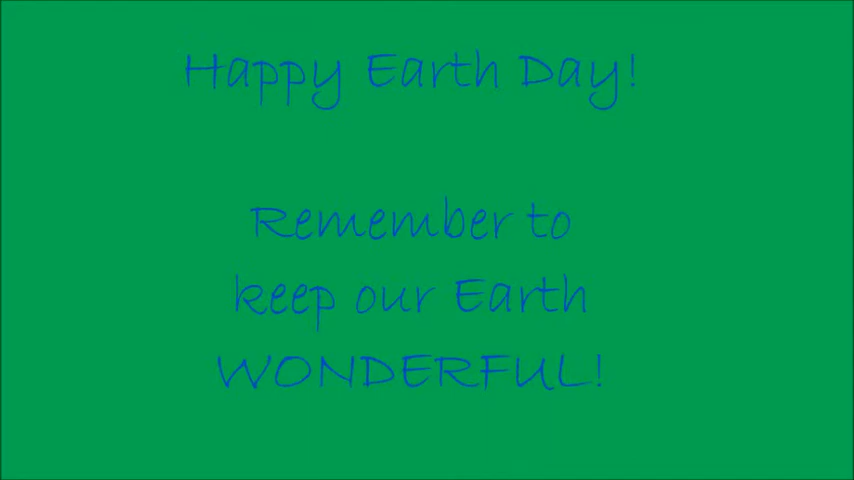 Happy Earth Day!
Remember to
keep our Earth
WONDERFUL!